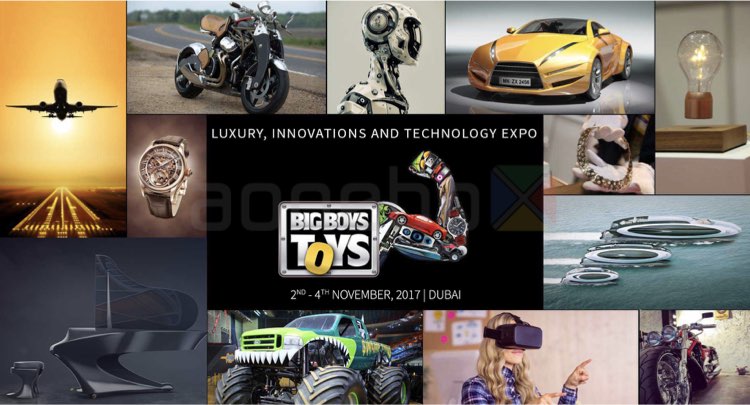 LUXURY, INNOVATIONS AND TECHNOLOGY EXPO
BIG BOYS
TOYS
2ND - 4TH NOVEMBER, 2017 | DUBAI